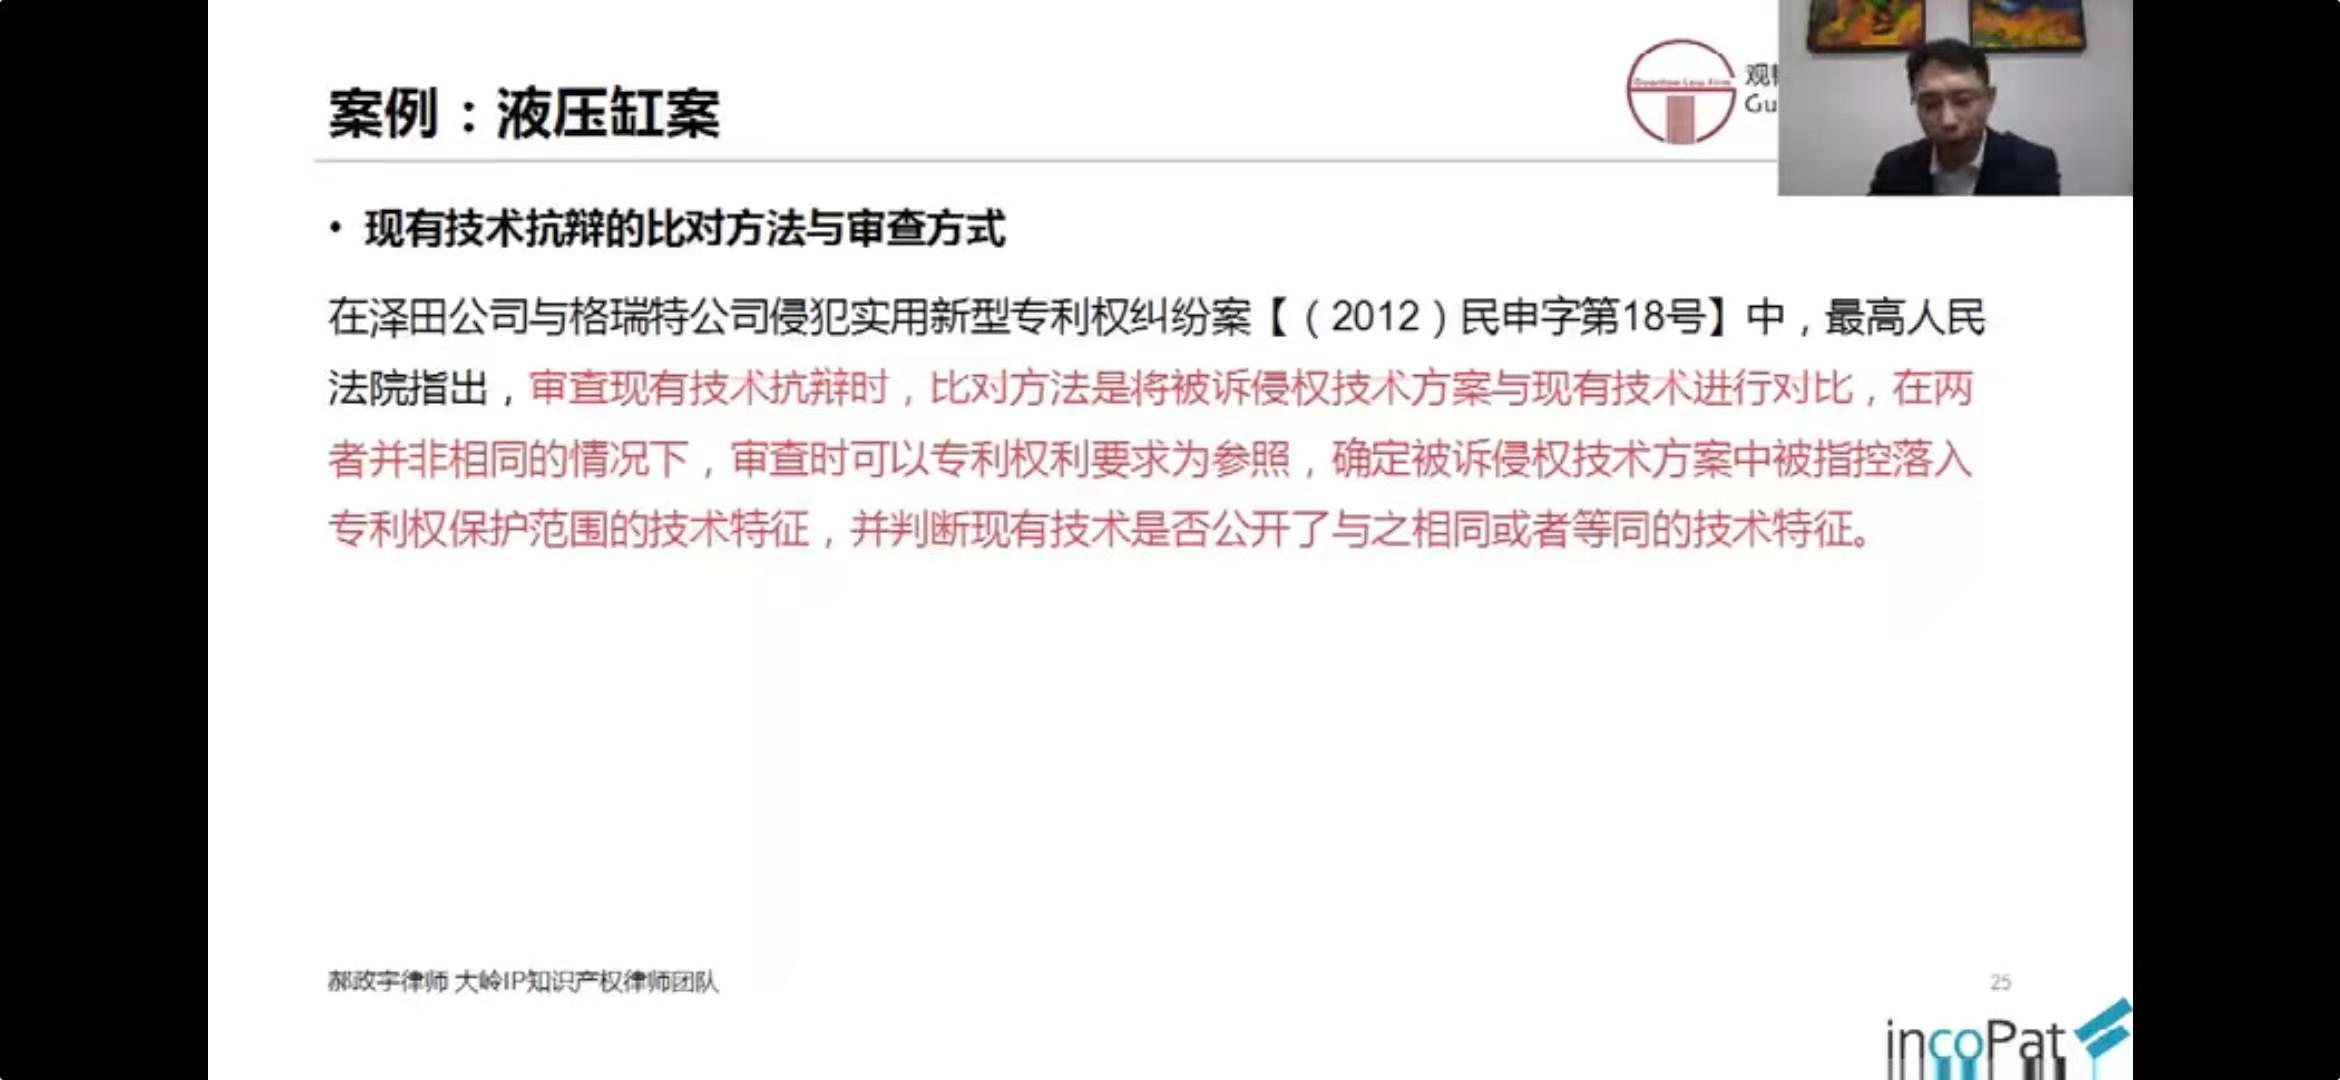 案例：液压缸案
Guantao Law Firm
观
Gu
• 现有技术抗辩的比对方法与审查方式
在泽田公司与格瑞特公司侵犯实用新型专利权纠纷案【（2012）民申字第18号】中，最高人民
法院指出，审查现有技术抗辩时，比对方法是将被诉侵权技术方案与现有技术进行对比，在两
者并非相同的情况下，审查时可以专利权利要求为参照，确定被诉侵权技术方案中被指控落入
专利权保护范围的技术特征，并判断现有技术是否公开了与之相同或者等同的技术特征。
郝政宇律师 大岭IP知识产权律师团队
25
incoPat